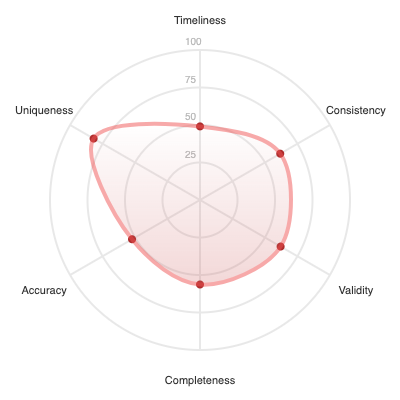 Timeliness
100
75
50
25
Uniqueness
Consistency
Accuracy
Validity
Completeness